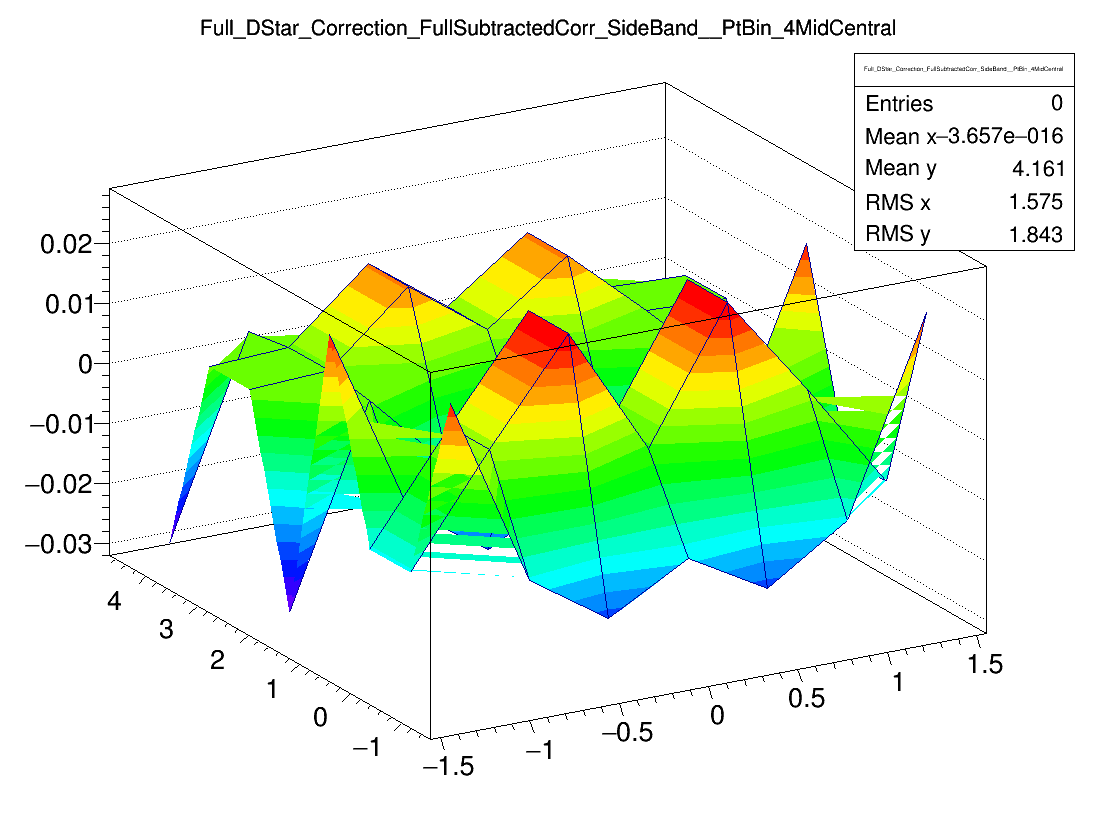 Full_DStar_Correction_FullSubtractedCorr_SideBand__PtBin_4MidCentral
Full_DStar_Correction_FullSubtractedCorr_SideBand__PtBin_4MidCentral
Entries 0
Mean x −3.657e−016
Mean y 4.161
RMS x 1.575
RMS y 1.843
0.02
0.01
0
−0.01
−0.02
−0.03
4
3
2
1
0
−1
−1.5
−1
−0.5
0
0.5
1
1.5